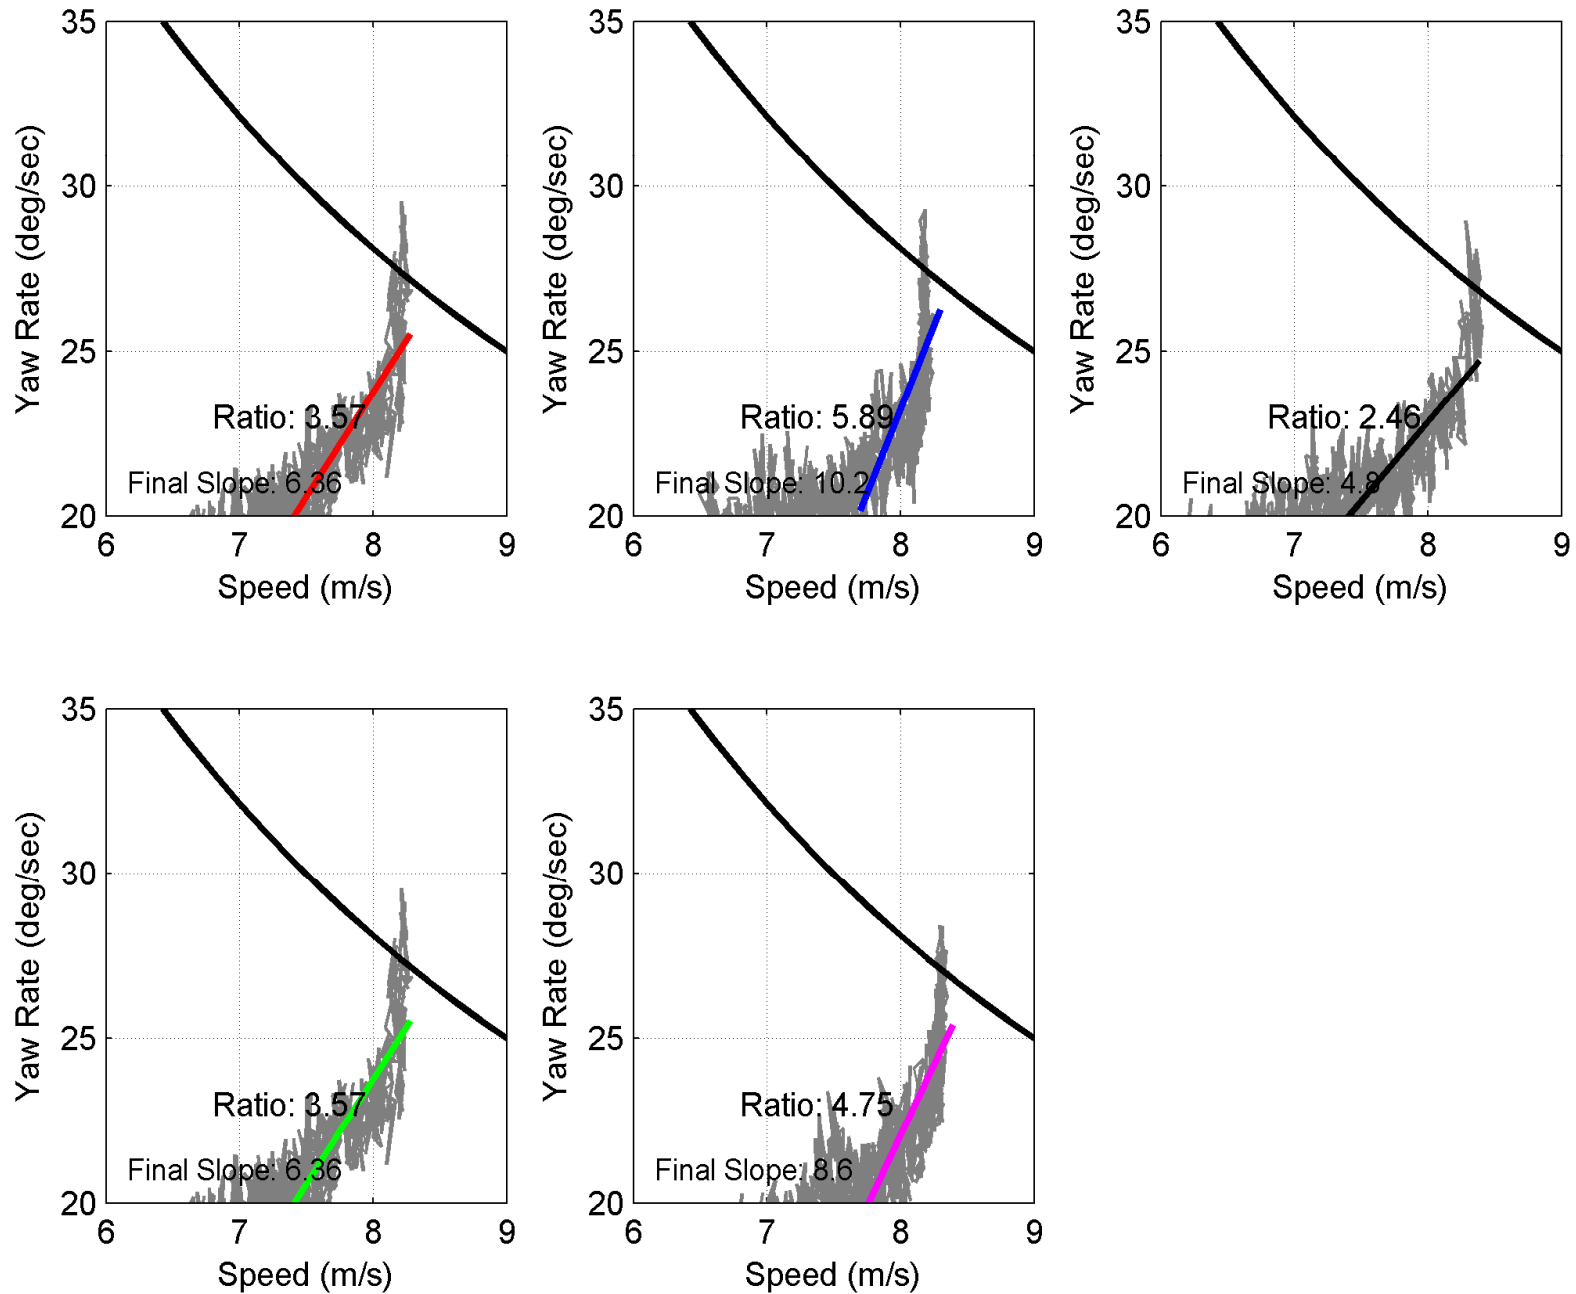 35
30
25
20
Yaw Rate (deg/sec)
Ratio: 3.57
Final Slope: 6.36
6 7 8 9
Speed (m/s)
35
30
25
20
Yaw Rate (deg/sec)
Ratio: 5.89
Final Slope: 10.2
6 7 8 9
Speed (m/s)
35
30
25
20
Yaw Rate (deg/sec)
Ratio: 2.46
Final Slope: 4.8
6 7 8 9
Speed (m/s)
35
30
25
20
Yaw Rate (deg/sec)
Ratio: 3.57
Final Slope: 6.36
6 7 8 9
Speed (m/s)
35
30
25
20
Yaw Rate (deg/sec)
Ratio: 4.75
Final Slope: 8.6
6 7 8 9
Speed (m/s)